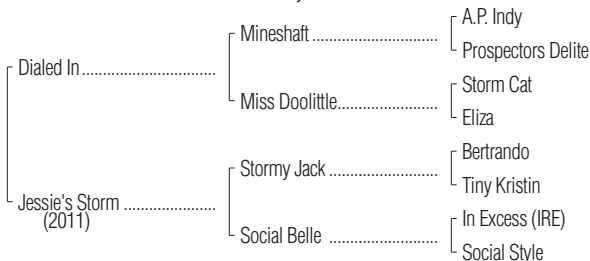 A.P. Indy
Mineshaft ......................................
Prospectors Delite
Dialed In ........................................
Storm Cat
Miss Doolittle..............................
Eliza
Bertrando
Stormy Jack ................................
Tiny Kristin
Jessie's Storm ...........................
(2011)
In Excess (IRE)
Social Belle ................................
Social Style